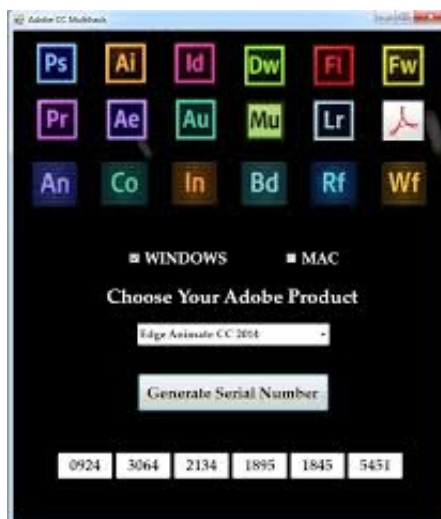 Adobe CC Multihack
Ps Ai Id Dw Fl Fw
Pr Ae Au Mu Lr
An Co In Bd Rf Wf
WINDOWS MAC
Choose Your Adobe Product
Edge Animate CC 2014
Generate Serial Number
0924 3064 2134 1895 1845 5451